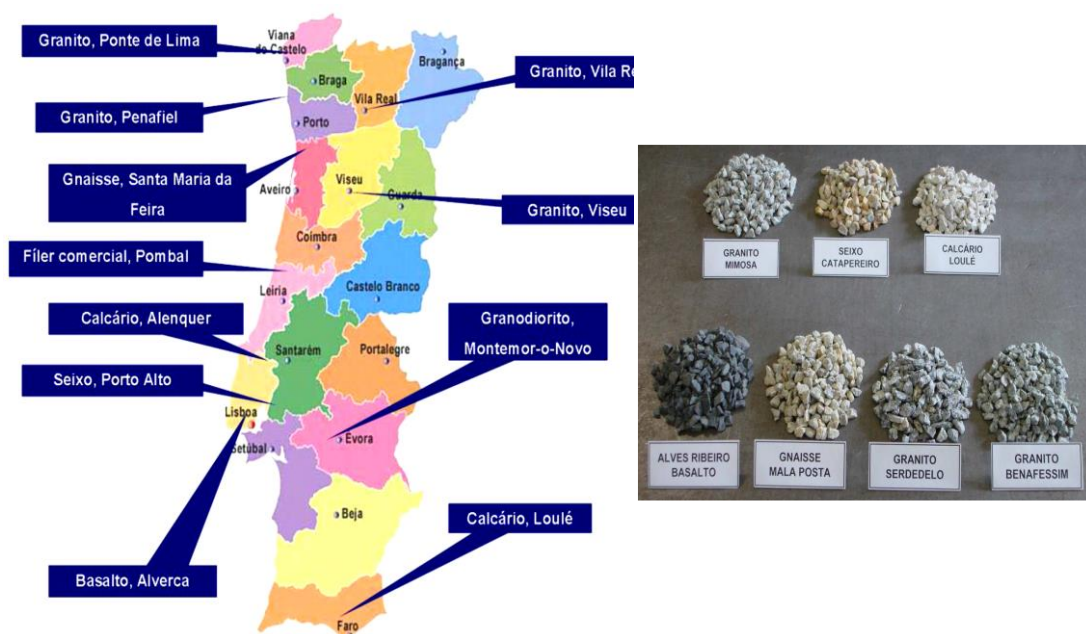 Granito, Ponte de Lima
Granito, Penafiel
Gnaisse, Santa Maria da
Feira
Fíler comercial, Pombal
Calcário, Alenquer
Seixo, Porto Alto
Basalto, Alverca
Granito, Vila Re
Granito, Viseu
Granodiorito,
Montemor-o-Novo
Calcário, Loulé
Viana
do Castelo
Braga
Bragança
Vila Real
Porto
Aveiro
Viseu
Guarda
Coimbra
Leiria
Castelo Branco
Santarém
Portalegre
Lisboa
Setúbal
Evora
Beja
Faro
GRANITO
MIMOSA
SEIXO
CATAPEREIRO
CALCÁRIO
LOULÉ
ALVES RIBEIRO
BASALTO
GNAISSE
MALA POSTA
GRANITO
SERDEDELO
GRANITO
BENAFESSIM